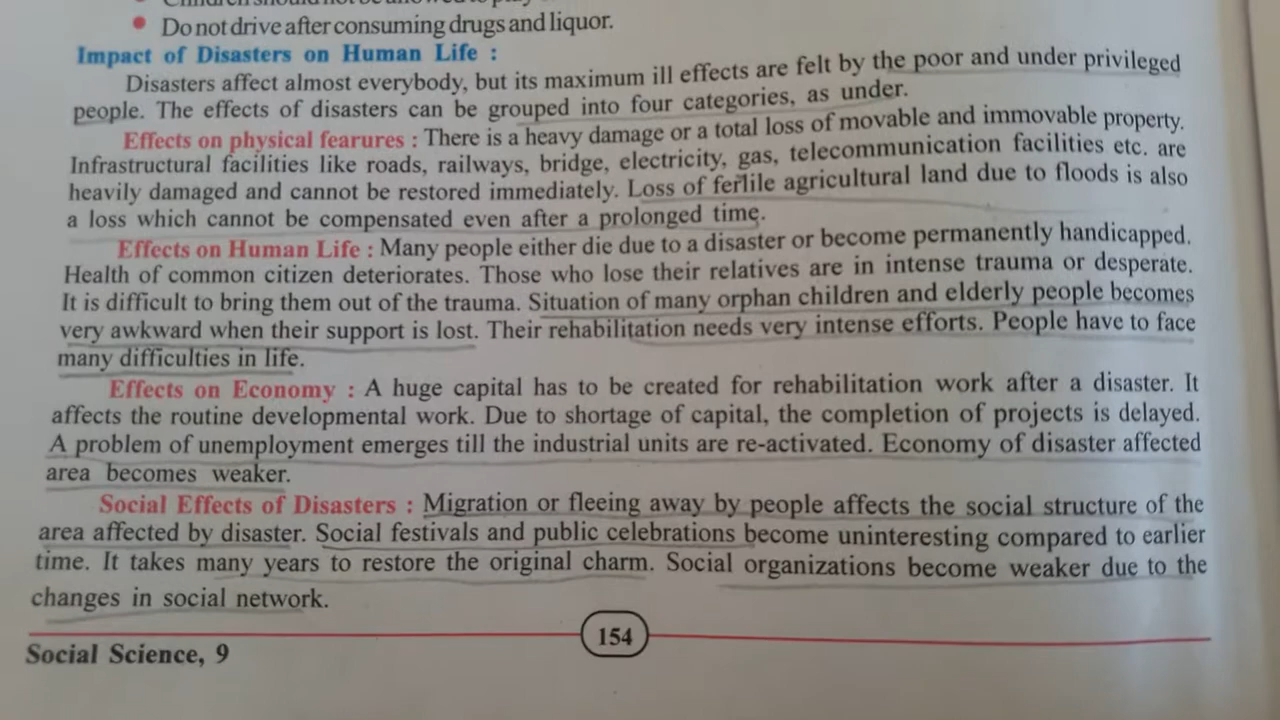 Children should not be allowed to play
• Do not drive after consuming drugs and liquor.
Impact of Disasters on Human Life :
Disasters affect almost everybody, but its maximum ill effects are felt by the poor and under privileged
people. The effects of disasters can be grouped into four categories, as under.
Effects on physical fearures : There is a heavy damage or a total loss of movable and immovable property.
Infrastructural facilities like roads, railways, bridge, electricity, gas, telecommunication facilities etc. are
heavily damaged and cannot be restored immediately. Loss of ferlile agricultural land due to floods is also
a loss which cannot be compensated even after a prolonged time.
Effects on Human Life : Many people either die due to a disaster or become permanently handicapped.
Health of common citizen deteriorates. Those who lose their relatives are in intense trauma or desperate.
It is difficult to bring them out of the trauma. Situation of many orphan children and elderly people becomes
very awkward when their support is lost. Their rehabilitation needs very intense efforts. People have to face
many difficulties in life.
Effects on Economy : A huge capital has to be created for rehabilitation work after a disaster. It
affects the routine developmental work. Due to shortage of capital, the completion of projects is delayed.
A problem of unemployment emerges till the industrial units are re-activated. Economy of disaster affected
area becomes weaker.
Social Effects of Disasters : Migration or fleeing away by people affects the social structure of the
area affected by disaster. Social festivals and public celebrations become uninteresting compared to earlier
time. It takes many years to restore the original charm. Social organizations become weaker due to the
changes in social network.
154
Social Science, 9